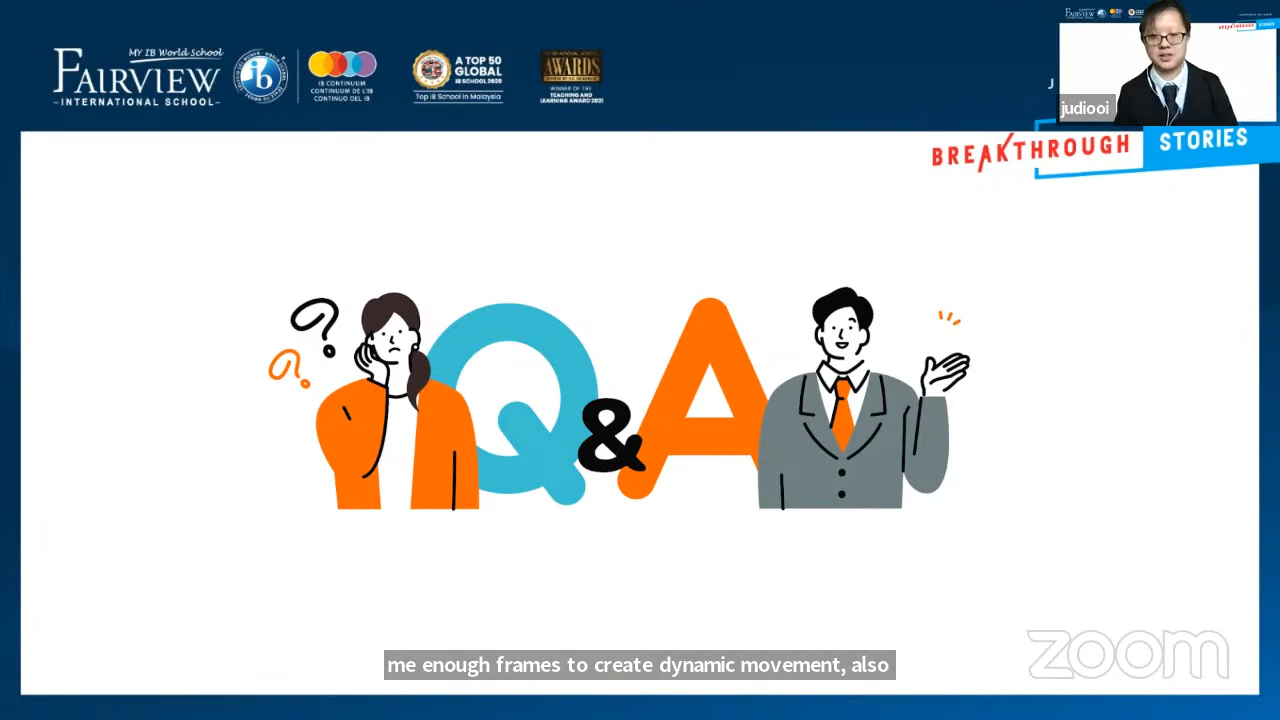 MY IB World School
FAIRVIEW
INTERNATIONAL SCHOOL
ib
IB CONTINUUM
CONTINUUM DE L'IB
CONTINUO DEL IB
A TOP 50
GLOBAL
IB SCHOOL 2020
Top IB School in Malaysia
AWARDS
WINNER OF THE
TEACHING AND
LEARNING AWARD 2021
FAIRVIEW
J
judiooi
BREAKTHROUGH STORIES
Q&A
zoom
me enough frames to create dynamic movement, also